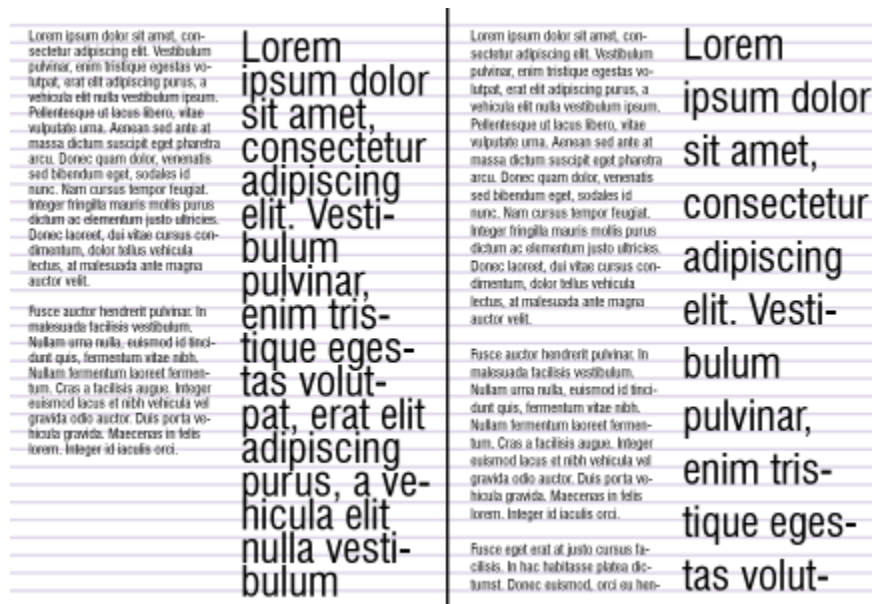 Lorem ipsum dolor sit amet, con-
sectetur adipiscing elit. Vestibulum
pulvinar, enim tristique egestas vo-
lutpat, erat elit adipiscing purus, a
vehicula elit nulla vestibulum ipsum.
Pellentesque ut lacus libero, vitae
vulputate urna. Aenean sed ante at
massa dictum suscipit eget pharetra
arcu. Donec quam dolor, venenatis
sed bibendum eget, sodales id
nunc. Nam cursus tempor feugiat.
Integer fringilla mauris mollis purus
dictum ac elementum justo ultricies.
Donec laoreet, dui vitae cursus con-
dimentum, dolor tellus vehicula
lectus, at malesuada ante magna
auctor velit.
Fusce auctor hendrerit pulvinar. In
malesuada facilisis vestibulum.
Nullam urna nulla, euismod id tinci-
dunt quis, fermentum vitae nibh.
Nullam fermentum laoreet fermen-
tum. Cras a facilisis augue. Integer
euismod lacus et nibh vehicula vel
gravida odio auctor. Duis porta ve-
hicula gravida. Maecenas in felis
lorem. Integer id iaculis orci.
Lorem
ipsum dolor
sit amet,
consectetur
adipiscing
elit. Vesti-
bulum
pulvinar,
enim tris-
tique eges-
tas volut-
pat, erat elit
adipiscing
purus, a ve-
hicula elit
nulla vesti-
bulum
Lorem ipsum dolor sit amet, con-
sectetur adipiscing elit. Vestibulum
pulvinar, enim tristique egestas vo-
lutpat, erat elit adipiscing purus, a
vehicula elit nulla vestibulum ipsum.
Pellentesque ut lacus libero, vitae
vulputate urna. Aenean sed ante at
massa dictum suscipit eget pharetra
arcu. Donec quam dolor, venenatis
sed bibendum eget, sodales id
nunc. Nam cursus tempor feugiat.
Integer fringilla mauris mollis purus
dictum ac elementum justo ultricies.
Donec laoreet, dui vitae cursus con-
dimentum, dolor tellus vehicula
lectus, at malesuada ante magna
auctor velit.
Fusce auctor hendrerit pulvinar. In
malesuada facilisis vestibulum.
Nullam urna nulla, euismod id tinci-
dunt quis, fermentum vitae nibh.
Nullam fermentum laoreet fermen-
tum. Cras a facilisis augue. Integer
euismod lacus et nibh vehicula vel
gravida odio auctor. Duis porta ve-
hicula gravida. Maecenas in felis
lorem. Integer id iaculis orci.
Fusce eget erat at justo cursus fa-
cilisis. In hac habitasse platea dic-
tumst. Donec euismod, orci eu hen-
Lorem
ipsum dolor
sit amet,
consectetur
adipiscing
elit. Vesti-
bulum
pulvinar,
enim tris-
tique eges-
tas volut-